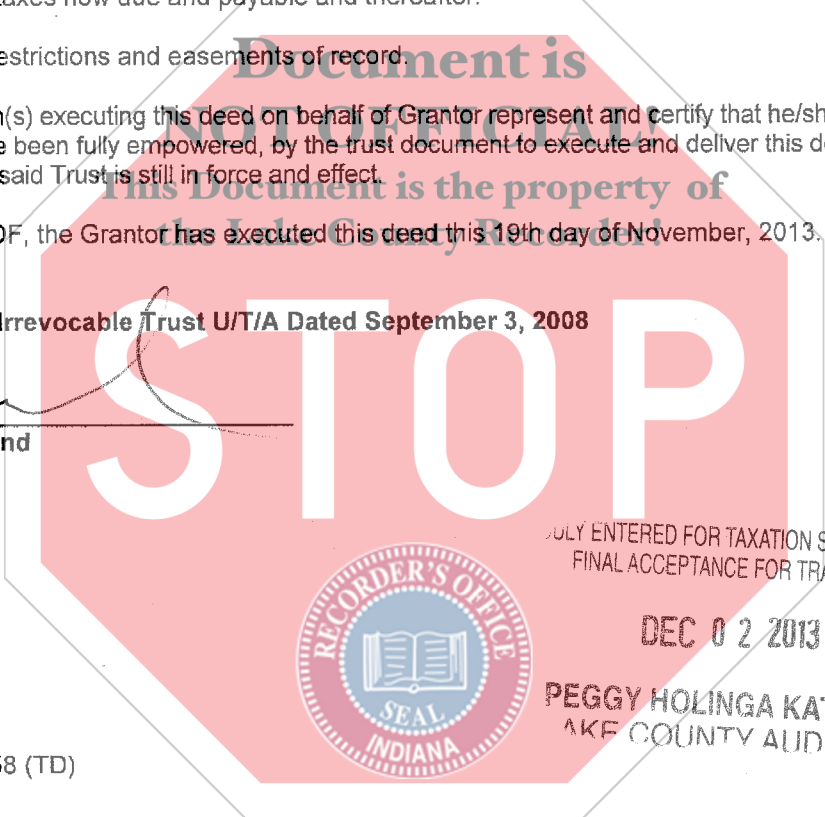 taxes now due and payable and thereafter.
estrictions and easements of record.
Document is
n(s) executing this deed on behalf of Grantor represent and certify that he/sh
NOT OFFICIAL!
e been fully empowered, by the trust document to execute and deliver this d
said Trust is still in force and effect.
This Document is the property of
the Lake County Recorder!
OF, the Grantor has executed this deed this 19th day of November, 2013.
Irrevocable Trust U/T/A Dated September 3, 2008
STOP
nd
ULY ENTERED FOR TAXATION S
FINAL ACCEPTANCE FOR TRA
DEC 02 2013
PEGGY HOLINGA KA
AKE COUNTY AUD
RECORDER'S OFFICE
SEAL
INDIANA
8 (TD)